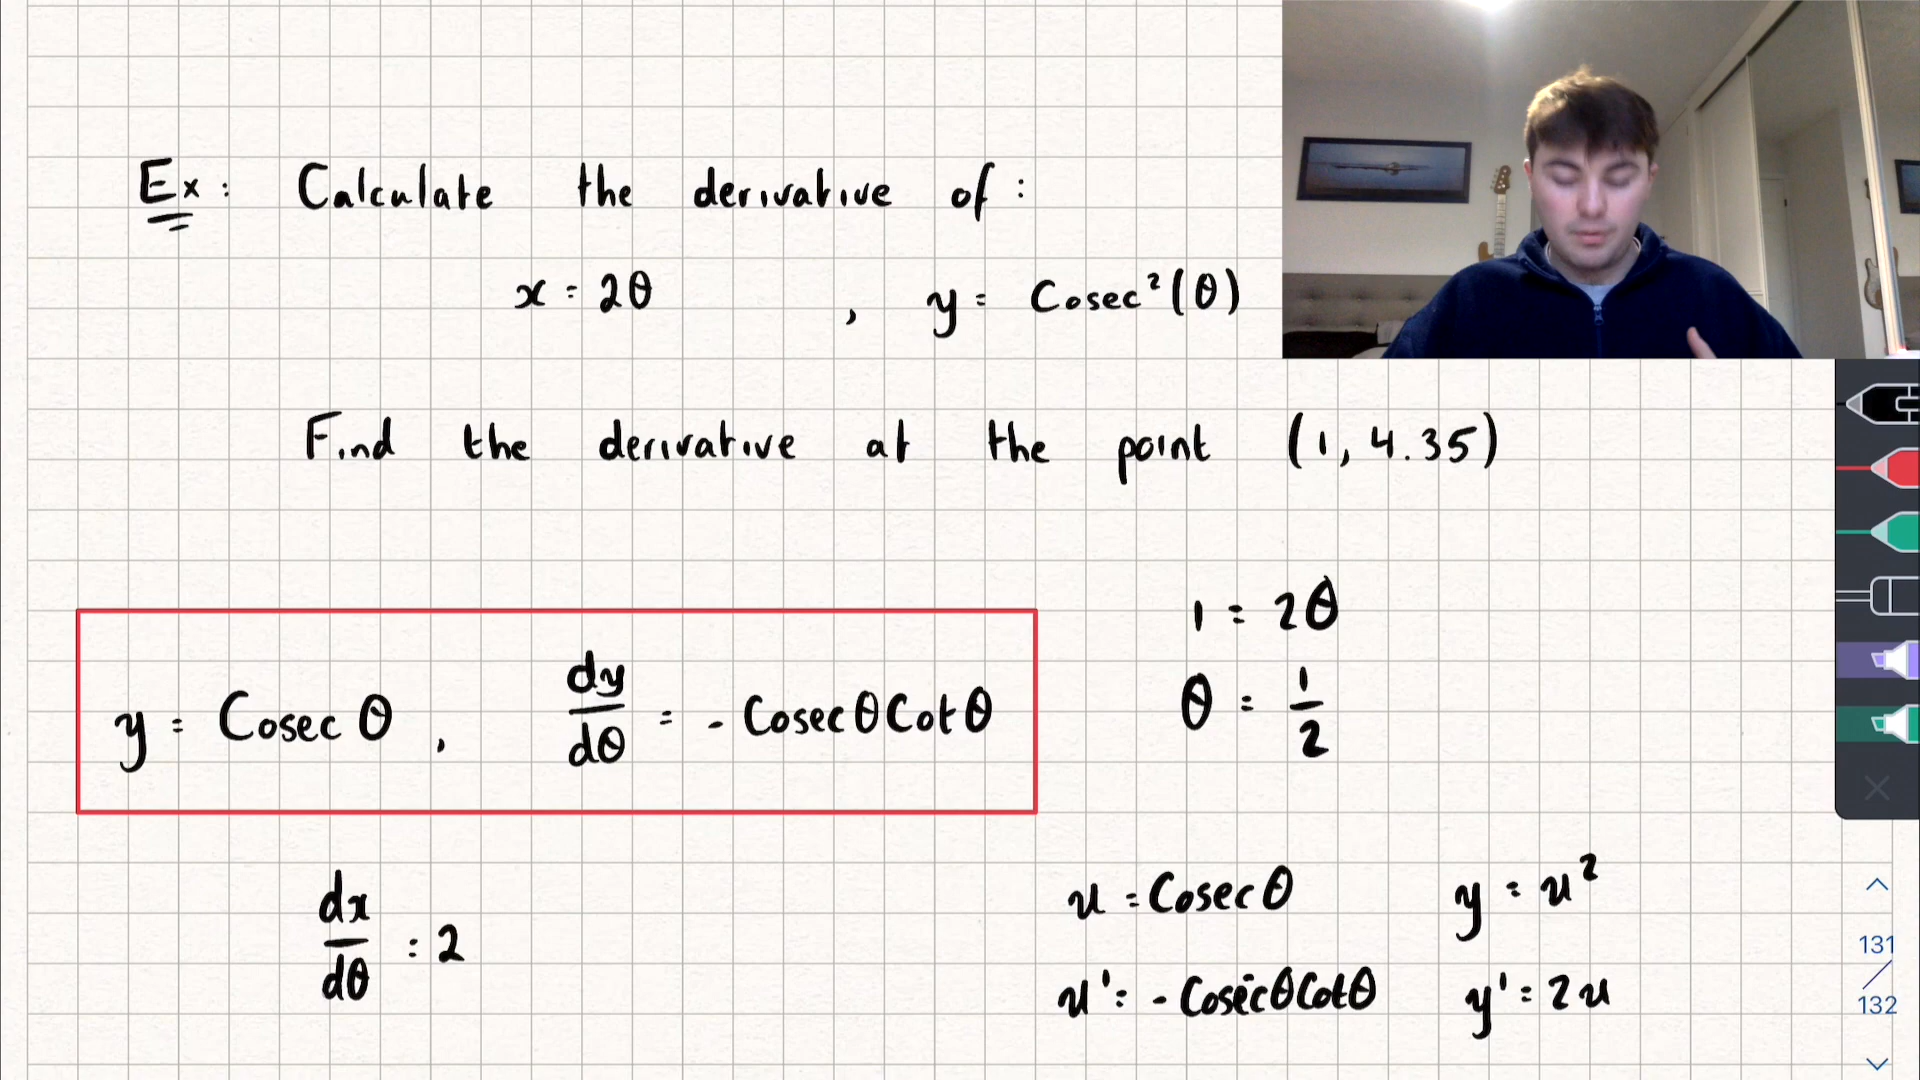 Ex: Calculate the derivative of:
x = 2θ , y = Cosec²(θ)
Find the derivative at the point (1, 4.35)
1 = 2θ
y = Cosec θ , dy/dθ = - Cosec θ Cot θ
θ = 1/2
dx/dθ = 2
u = Cosec θ y = u²
u' = - Cosec θ Cot θ y' = 2u
131
/
132